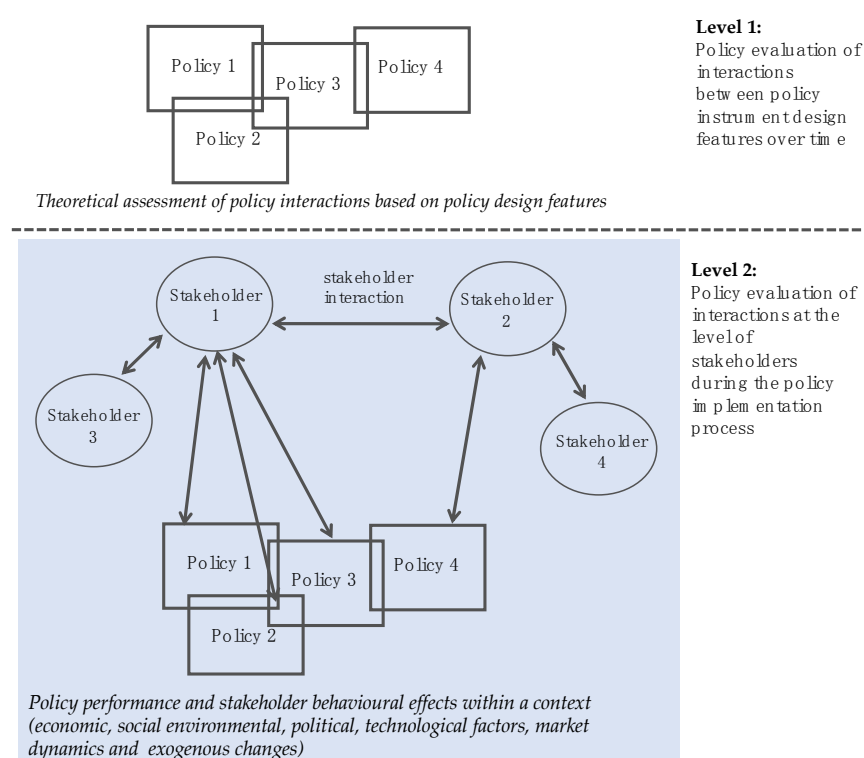 Policy 1
Policy 3
Policy 4
Policy 2
Theoretical assessment of policy interactions based on policy design features
Level 1:
Policy evaluation of
interactions
between policy
instrument design
features over time
Stakeholder
1
stakeholder
interaction
Stakeholder
2
Stakeholder
3
Stakeholder
4
Policy 1
Policy 3
Policy 4
Policy 2
Policy performance and stakeholder behavioural effects within a context
(economic, social environmental, political, technological factors, market
dynamics and exogenous changes)
Level 2:
Policy evaluation of
interactions at the
level of
stakeholders
during the policy
implementation
process